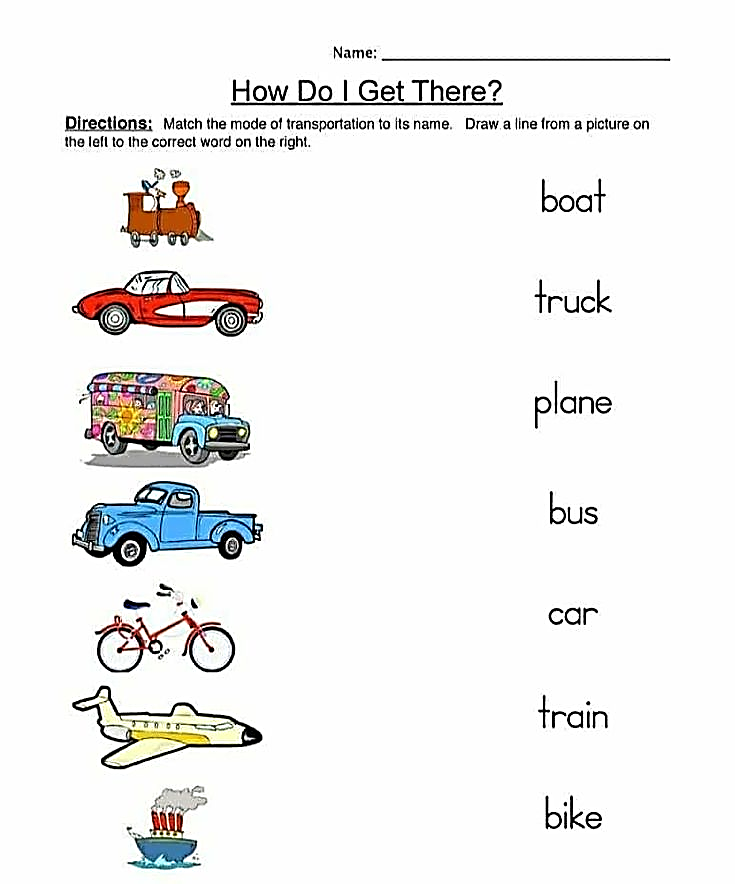 Name: ______________________________
How Do I Get There?
Directions: Match the mode of transportation to its name. Draw a line from a picture on
the left to the correct word on the right.
boat
truck
plane
bus
car
train
bike